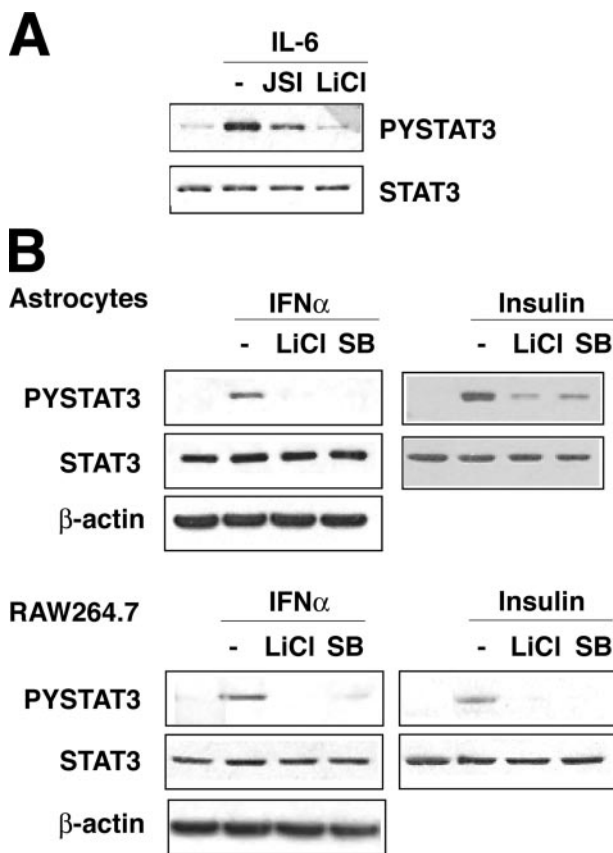 A
IL-6
- JSI LiCl
PYSTAT3
STAT3
B
Astrocytes
IFNα Insulin
- LiCl SB - LiCl SB
PYSTAT3
STAT3
β-actin
RAW264.7
IFNα Insulin
- LiCl SB - LiCl SB
PYSTAT3
STAT3
β-actin